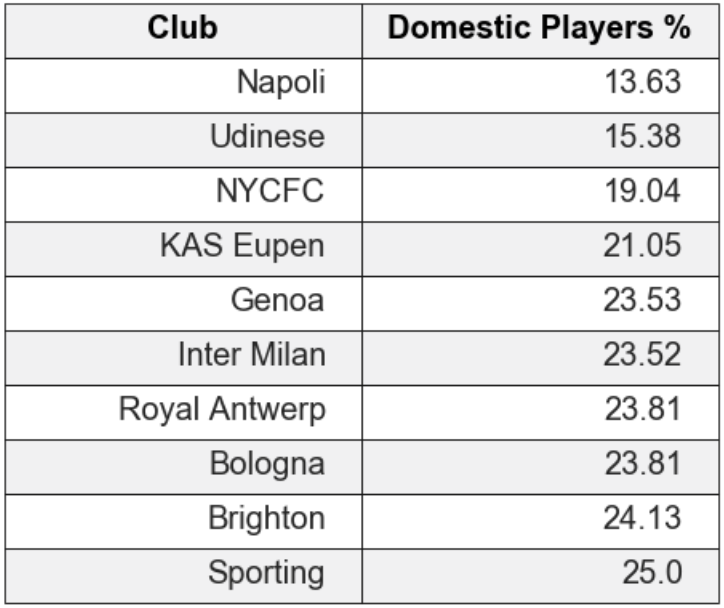 Club Domestic Players %
Napoli 13.63
Udinese 15.38
NYCFC 19.04
KAS Eupen 21.05
Genoa 23.53
Inter Milan 23.52
Royal Antwerp 23.81
Bologna 23.81
Brighton 24.13
Sporting 25.0